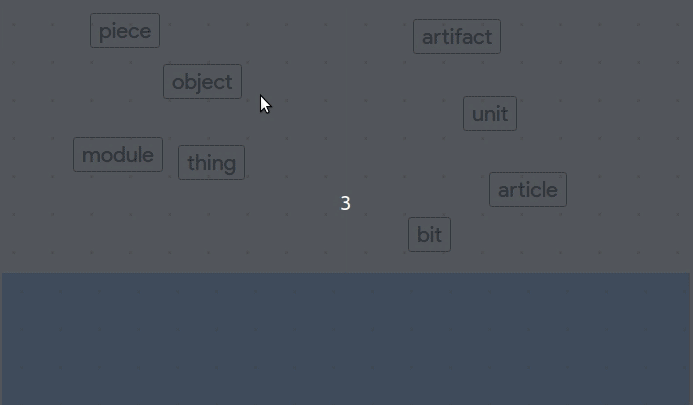 piece
artifact
object
unit
module
thing
article
3
bit